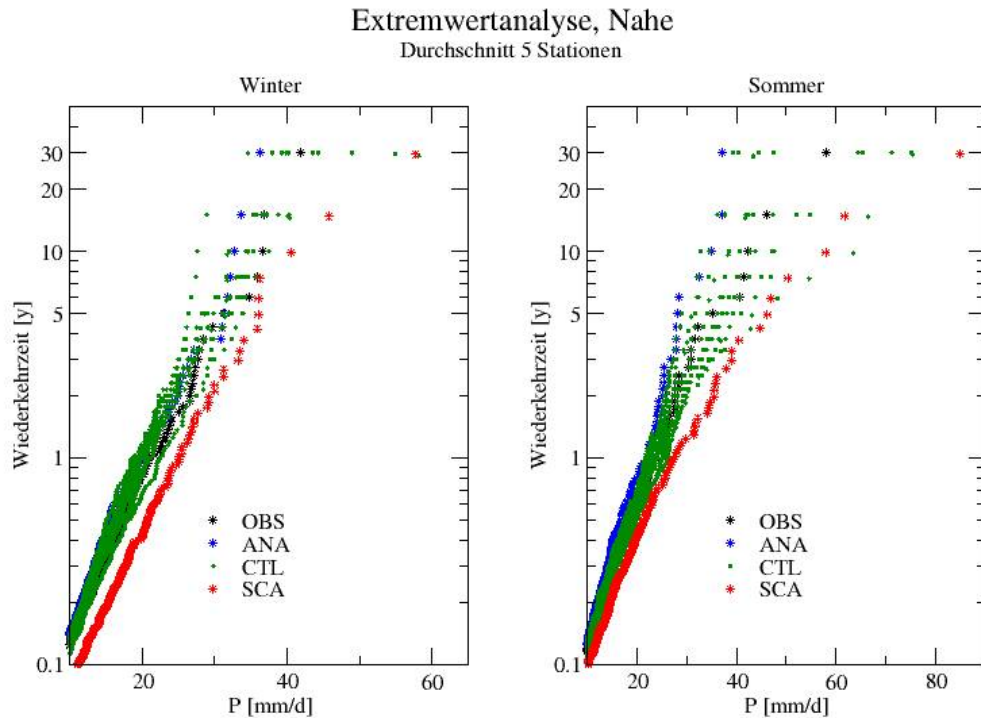 Extremwertanalyse, Nahe
Durchschnitt 5 Stationen
Winter
Wiederkehrzeit [y]
30
20
10
5
1
0.1
OBS
ANA
CTL
SCA
20 40 60
P [mm/d]
Sommer
Wiederkehrzeit [y]
30
20
10
5
1
0.1
OBS
ANA
CTL
SCA
20 40 60 80
P [mm/d]